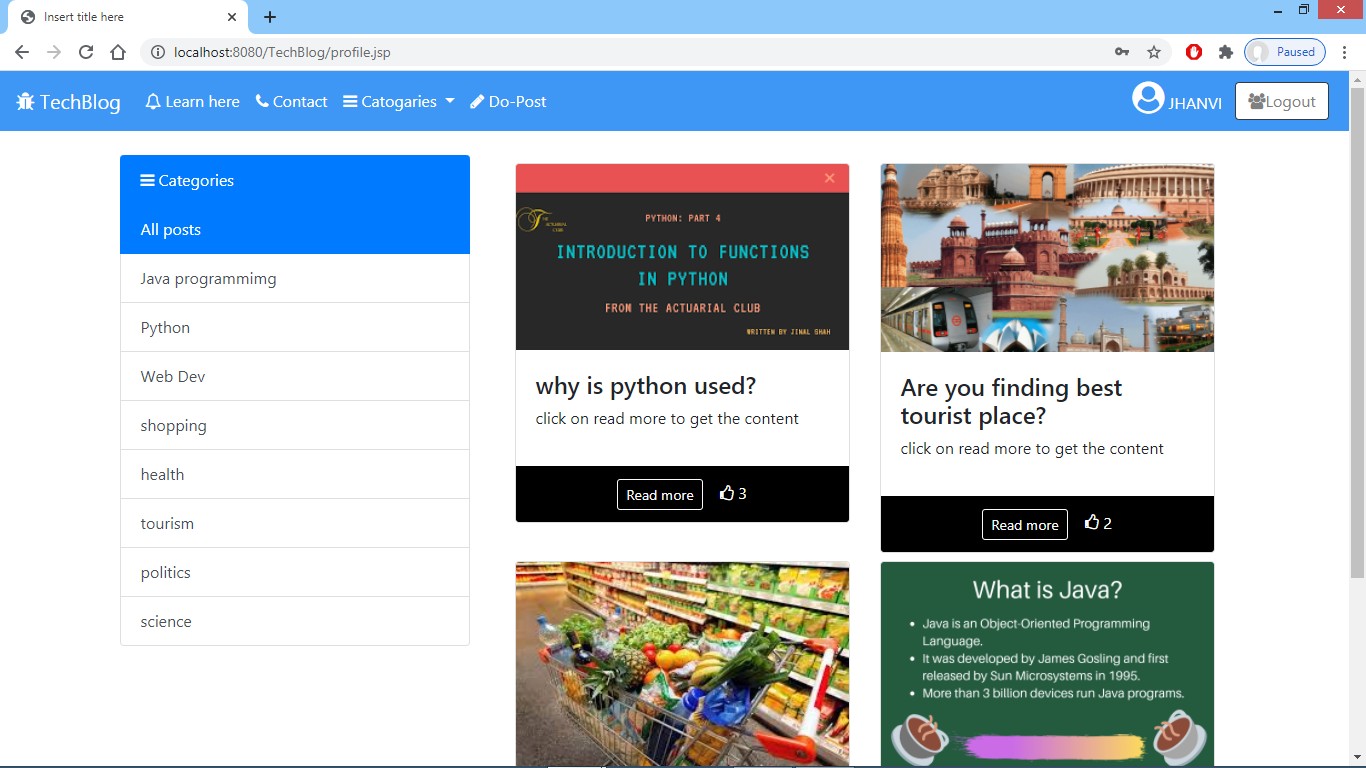 Insert title here
localhost:8080/TechBlog/profile.jsp
Paused
TechBlog
Learn here
Contact
Catogaries
Do-Post
JHANVI
Logout
Categories
All posts
Java programmimg
Python
Web Dev
shopping
health
tourism
politics
science
THE
ACTUARIAL
CLUB
PYTHON: PART 4
INTRODUCTION TO FUNCTIONS
IN PYTHON
FROM THE ACTUARIAL CLUB
WRITTEN BY JINAL SHAH
why is python used?
click on read more to get the content
Read more
3
Are you finding best
tourist place?
click on read more to get the content
Read more
2
What is Java?
• Java is an Object-Oriented Programming
Language.
• It was developed by James Gosling and first
released by Sun Microsystems in 1995.
• More than 3 billion devices run Java programs.